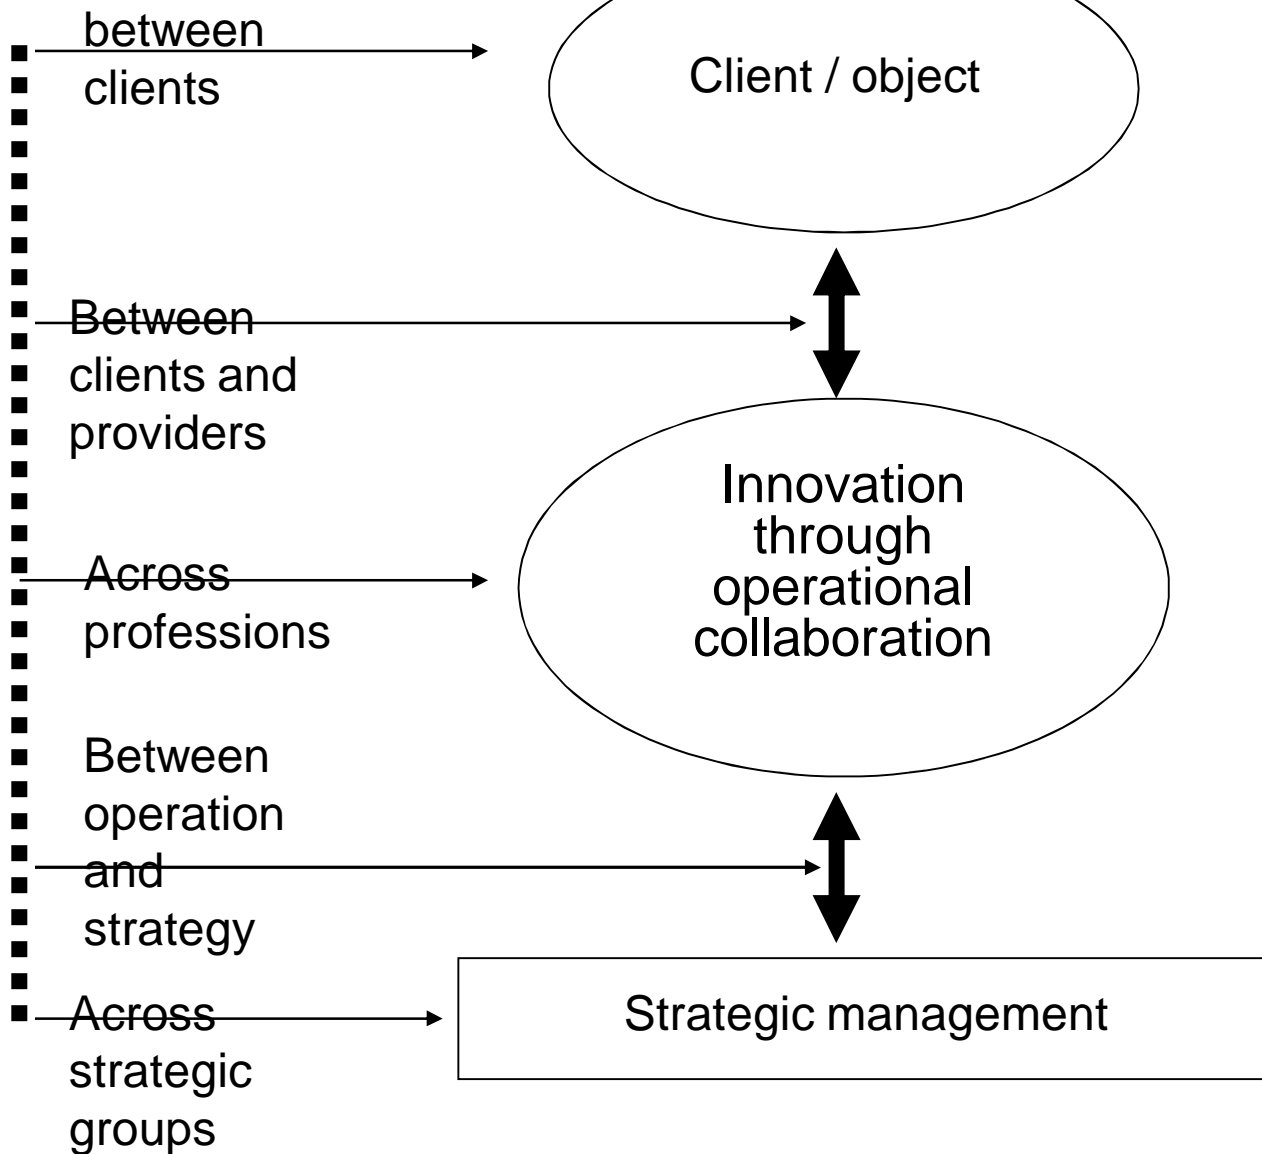 between
clients
Client / object
Between
clients and
providers
Innovation
through
operational
collaboration
Across
professions
Between
operation
and
strategy
Across
strategic
groups
Strategic management